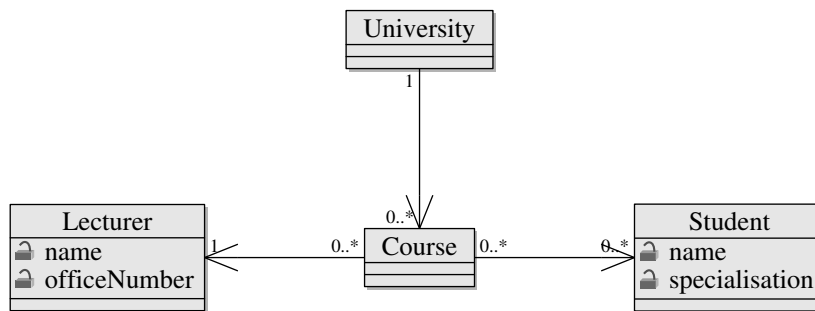 University
1
0..*
Lecturer
name
officeNumber
1
0..*
Course
0..*
0..*
Student
name
specialisation